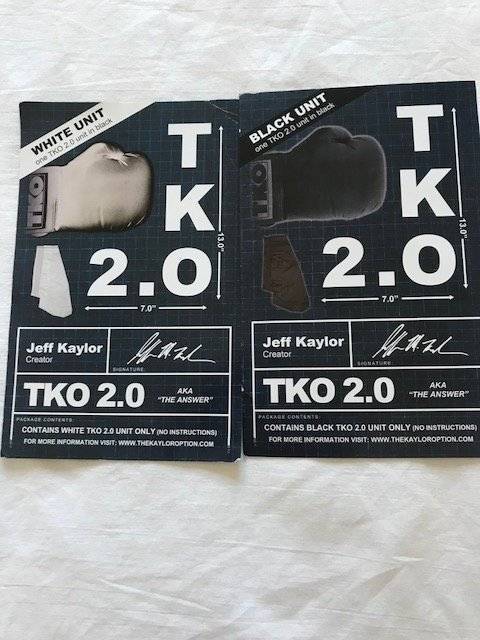 WHITE UNIT
one TKO 2.0 unit in black
TKO
T
K
2.0
13.0"
7.0"
Jeff Kaylor
Creator
SIGNATURE:
TKO 2.0
AKA
"THE ANSWER"
PACKAGE CONTENTS:
CONTAINS WHITE TKO 2.0 UNIT ONLY (NO INSTRUCTIONS)
FOR MORE INFORMATION VISIT: WWW.THEKAYLOROPTION.COM
BLACK UNIT
one TKO 2.0 unit in black
TKO
T
K
2.0
13.0"
7.0"
Jeff Kaylor
Creator
SIGNATURE:
TKO 2.0
AKA
"THE ANSWER"
PACKAGE CONTENTS:
CONTAINS BLACK TKO 2.0 UNIT ONLY (NO INSTRUCTIONS)
FOR MORE INFORMATION VISIT: WWW.THEKAYLOROPTION.COM